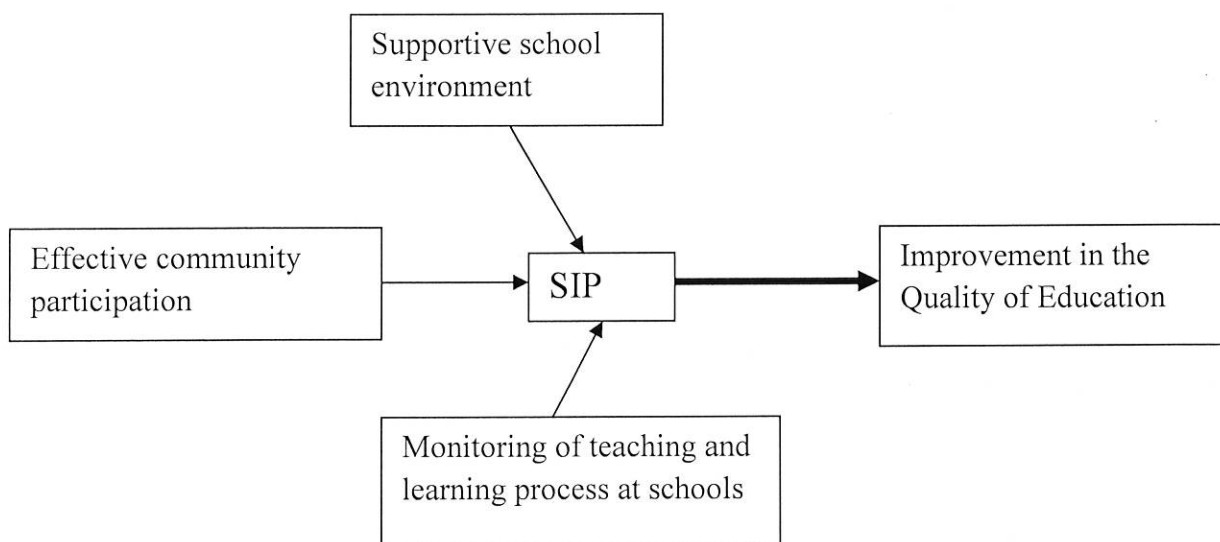 Supportive school
environment
Effective community
participation
SIP
Improvement in the
Quality of Education
Monitoring of teaching and
learning process at schools